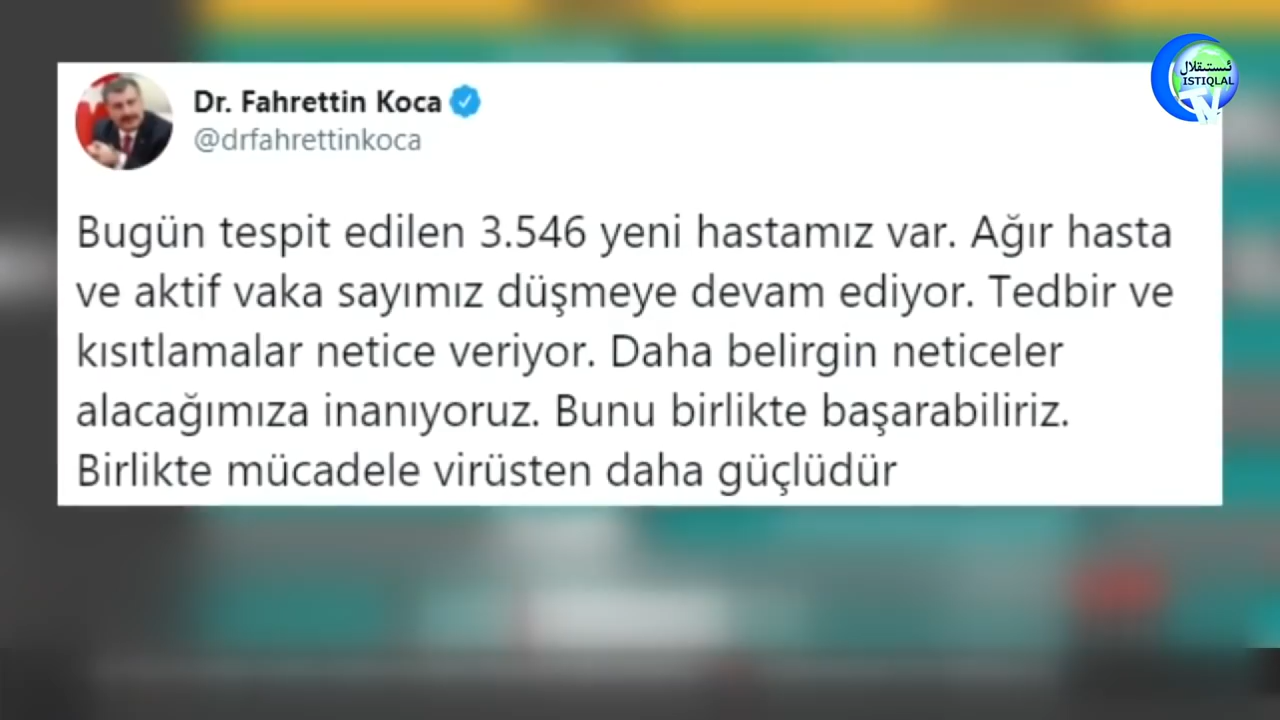 Dr. Fahrettin Koca
@drfahrettinkoca
Bugün tespit edilen 3.546 yeni hastamız var. Ağır hasta
ve aktif vaka sayımız düşmeye devam ediyor. Tedbir ve
kısıtlamalar netice veriyor. Daha belirgin neticeler
alacağımıza inanıyoruz. Bunu birlikte başarabiliriz.
Birlikte mücadele virüsten daha güçlüdür
ئىستىقلال
ISTIQLAL
TV